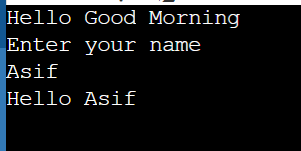 Hello Good Morning
Enter your name
Asif
Hello Asif